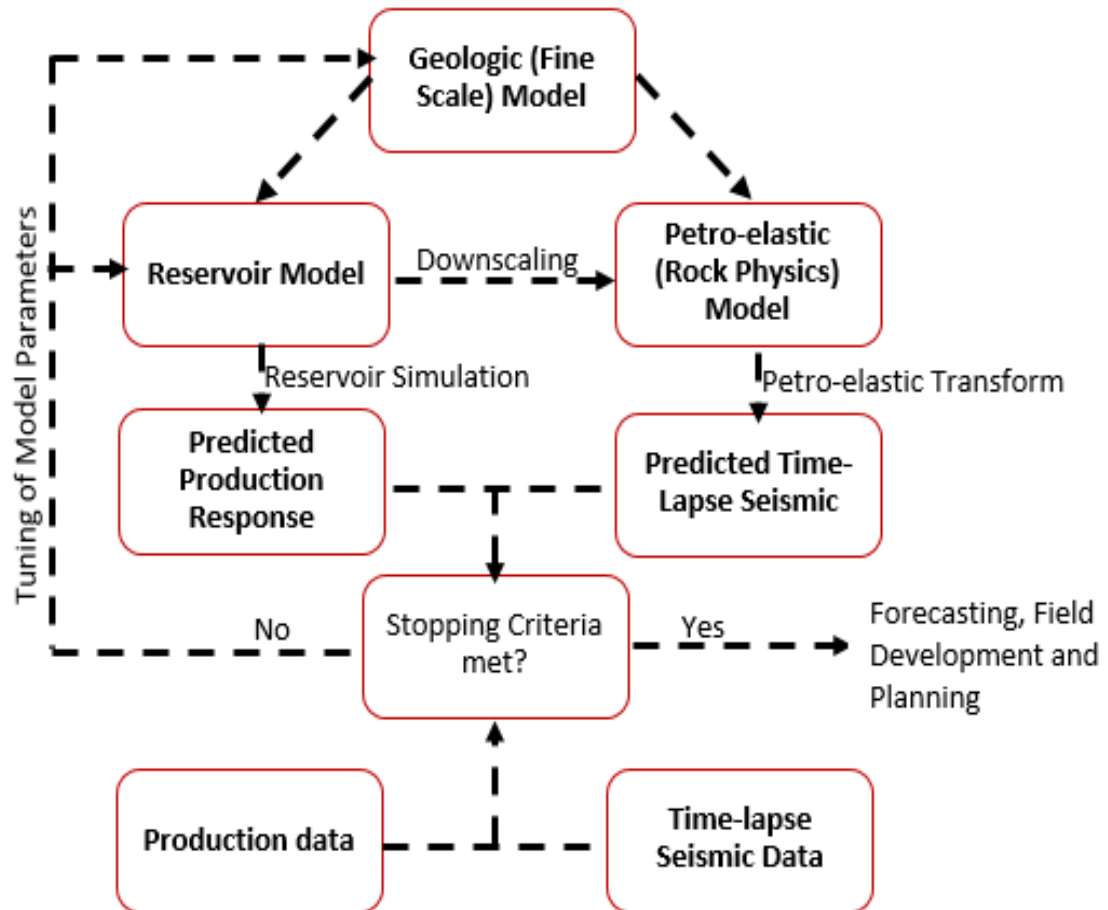 Geologic (Fine
Scale) Model
Tuning of Model Parameters
Reservoir Model
Downscaling
Petro-elastic
(Rock Physics)
Model
Reservoir Simulation
Petro-elastic Transform
Predicted
Production
Response
Predicted Time-
Lapse Seismic
No
Stopping Criteria
met?
Yes
Forecasting, Field
Development and
Planning
Production data
Time-lapse
Seismic Data